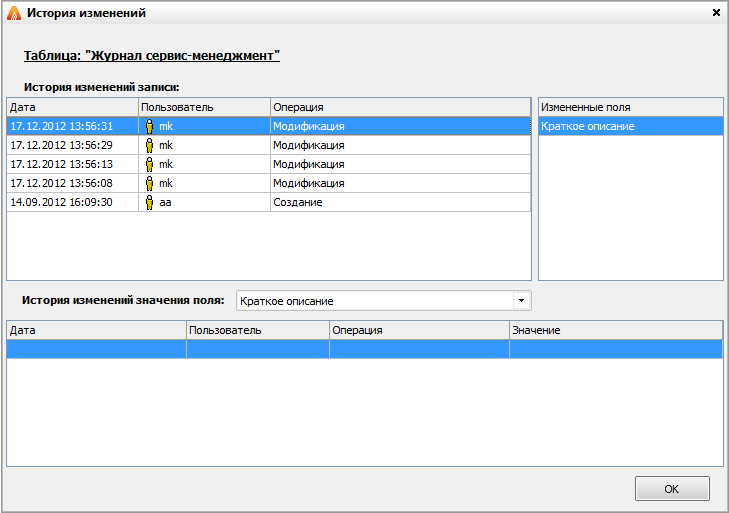 История изменений
Таблица: "Журнал сервис-менеджмент"
История изменений записи:
Дата Пользователь Операция Измененные поля
17.12.2012 13:56:31 mk Модификация Краткое описание
17.12.2012 13:56:29 mk Модификация
17.12.2012 13:56:13 mk Модификация
17.12.2012 13:56:08 mk Модификация
14.09.2012 16:09:30 aa Создание
История изменений значения поля: Краткое описание
Дата Пользователь Операция Значение
OK